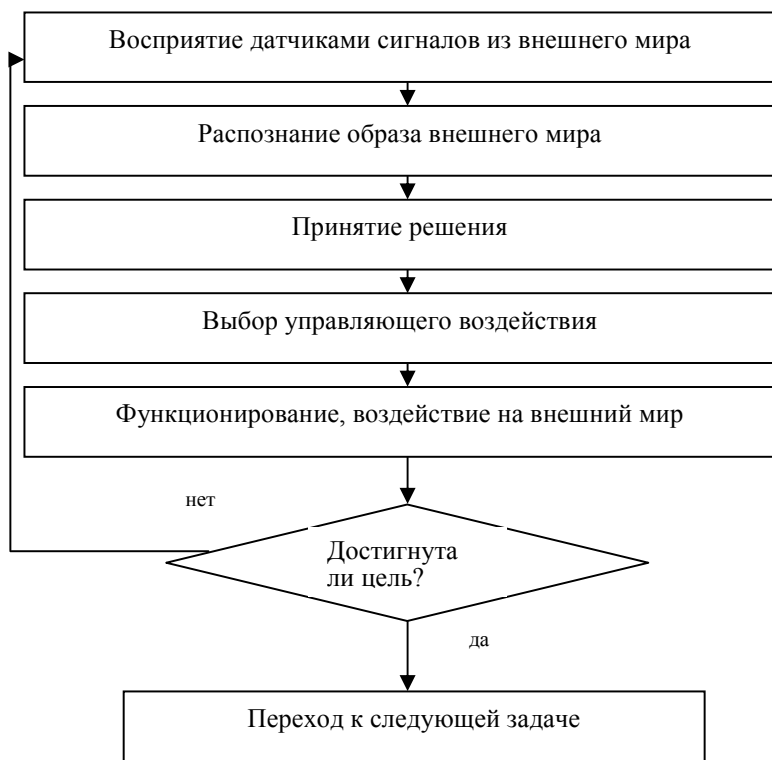 Восприятие датчиками сигналов из внешнего мира
Распознание образа внешнего мира
Принятие решения
Выбор управляющего воздействия
Функционирование, воздействие на внешний мир
нет
Достигнута
ли цель?
да
Переход к следующей задаче